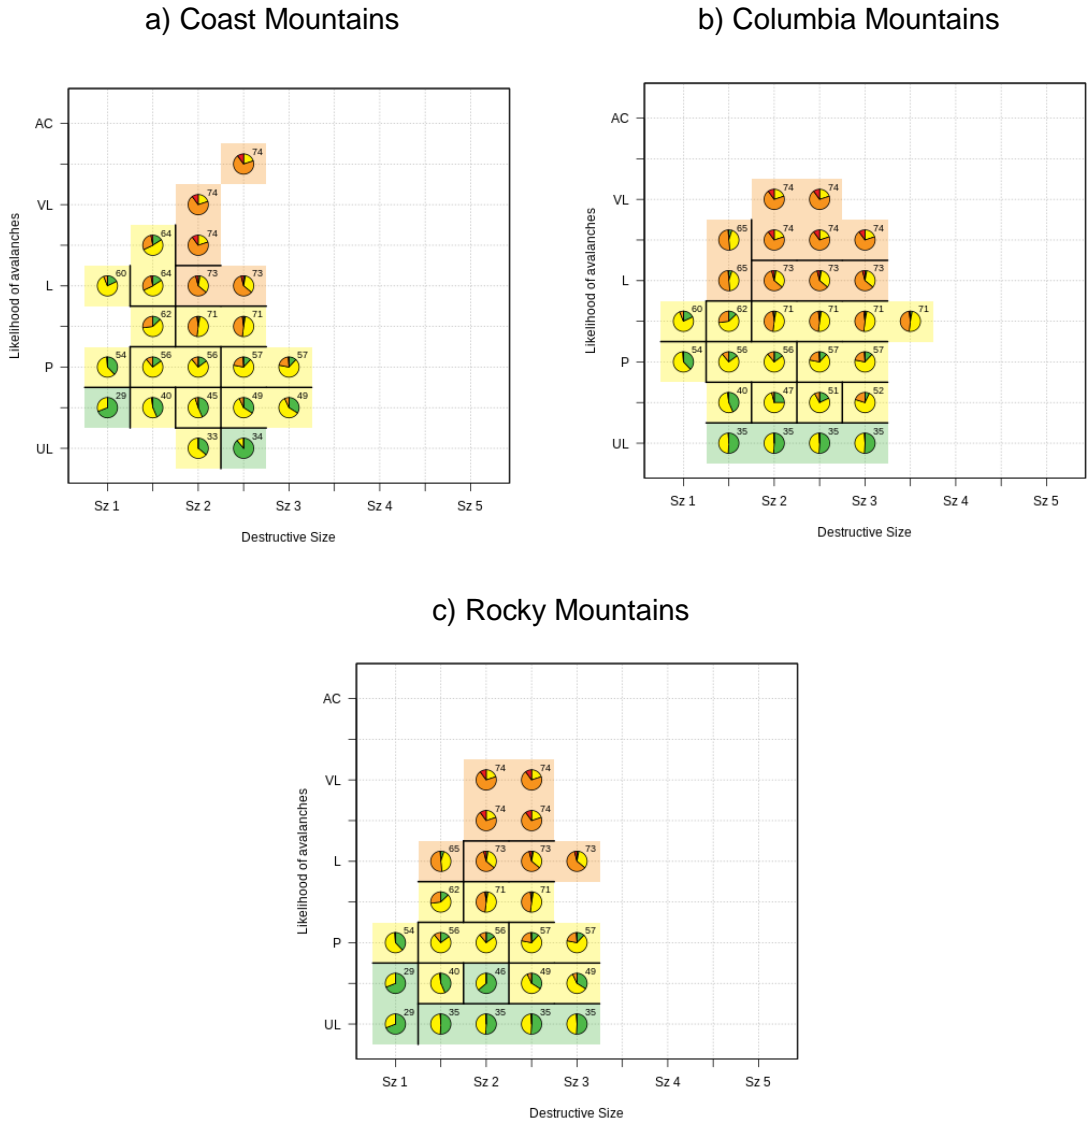 a) Coast Mountains
AC
74
VL
74
64
74
L
60
64
73
73
62
71
71
P
54
56
56
57
57
29
40
45
49
49
UL
33
34
Sz 1
Sz 2
Sz 3
Sz 4
Sz 5
Likelihood of avalanches
Destructive Size
b) Columbia Mountains
AC
VL
74
74
65
74
74
74
L
65
73
73
73
60
62
71
71
71
71
P
54
56
56
57
57
40
47
51
52
UL
35
35
35
35
Sz 1
Sz 2
Sz 3
Sz 4
Sz 5
Likelihood of avalanches
Destructive Size
c) Rocky Mountains
AC
VL
74
74
74
74
L
65
73
73
73
62
71
71
P
54
56
56
57
57
29
40
46
49
49
UL
29
35
35
35
35
Sz 1
Sz 2
Sz 3
Sz 4
Sz 5
Likelihood of avalanches
Destructive Size